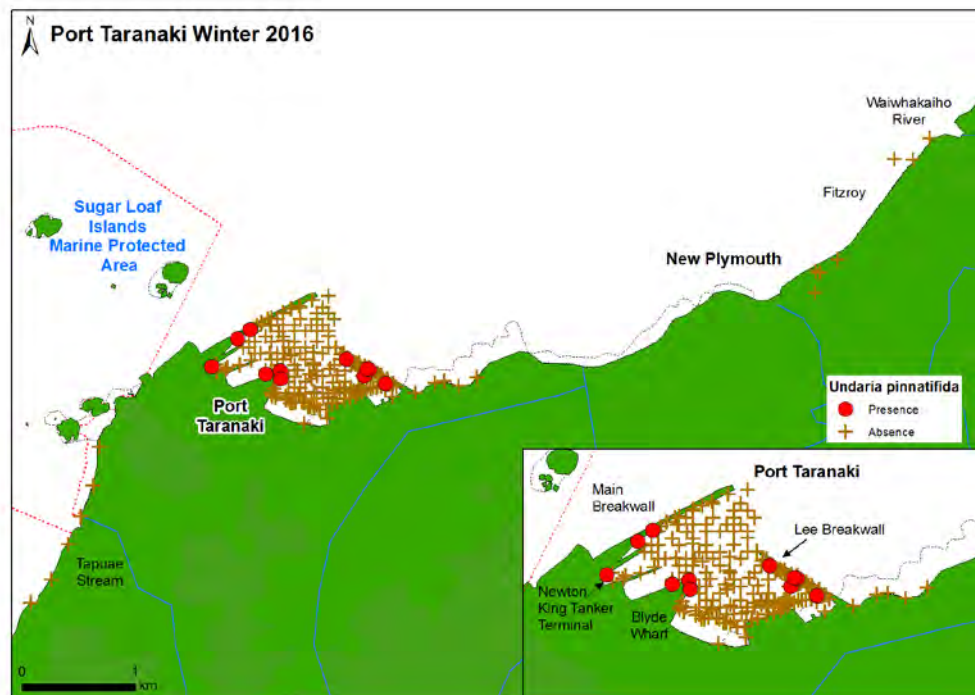 N
Port Taranaki Winter 2016
Waiwhakaiho
River
Fitzroy
Sugar Loaf
Islands
Marine Protected
Area
New Plymouth
Port
Taranaki
Undaria pinnatifida
Presence
Absence
Tapuae
Stream
0 1
km
Port Taranaki
Main
Breakwall
Lee Breakwall
Newton
King Tanker
Terminal
Blyde
Wharf